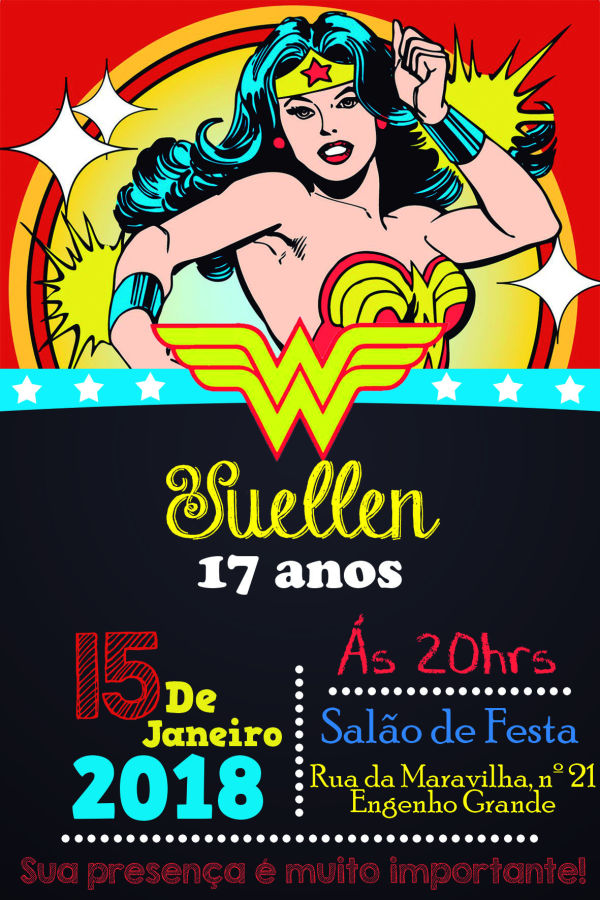 Suellen
17 anos
15 De
Janeiro
2018
Ás 20hrs
Salão de Festa
Rua da Maravilha, nº 21
Engenho Grande
Sua presença é muito importante!